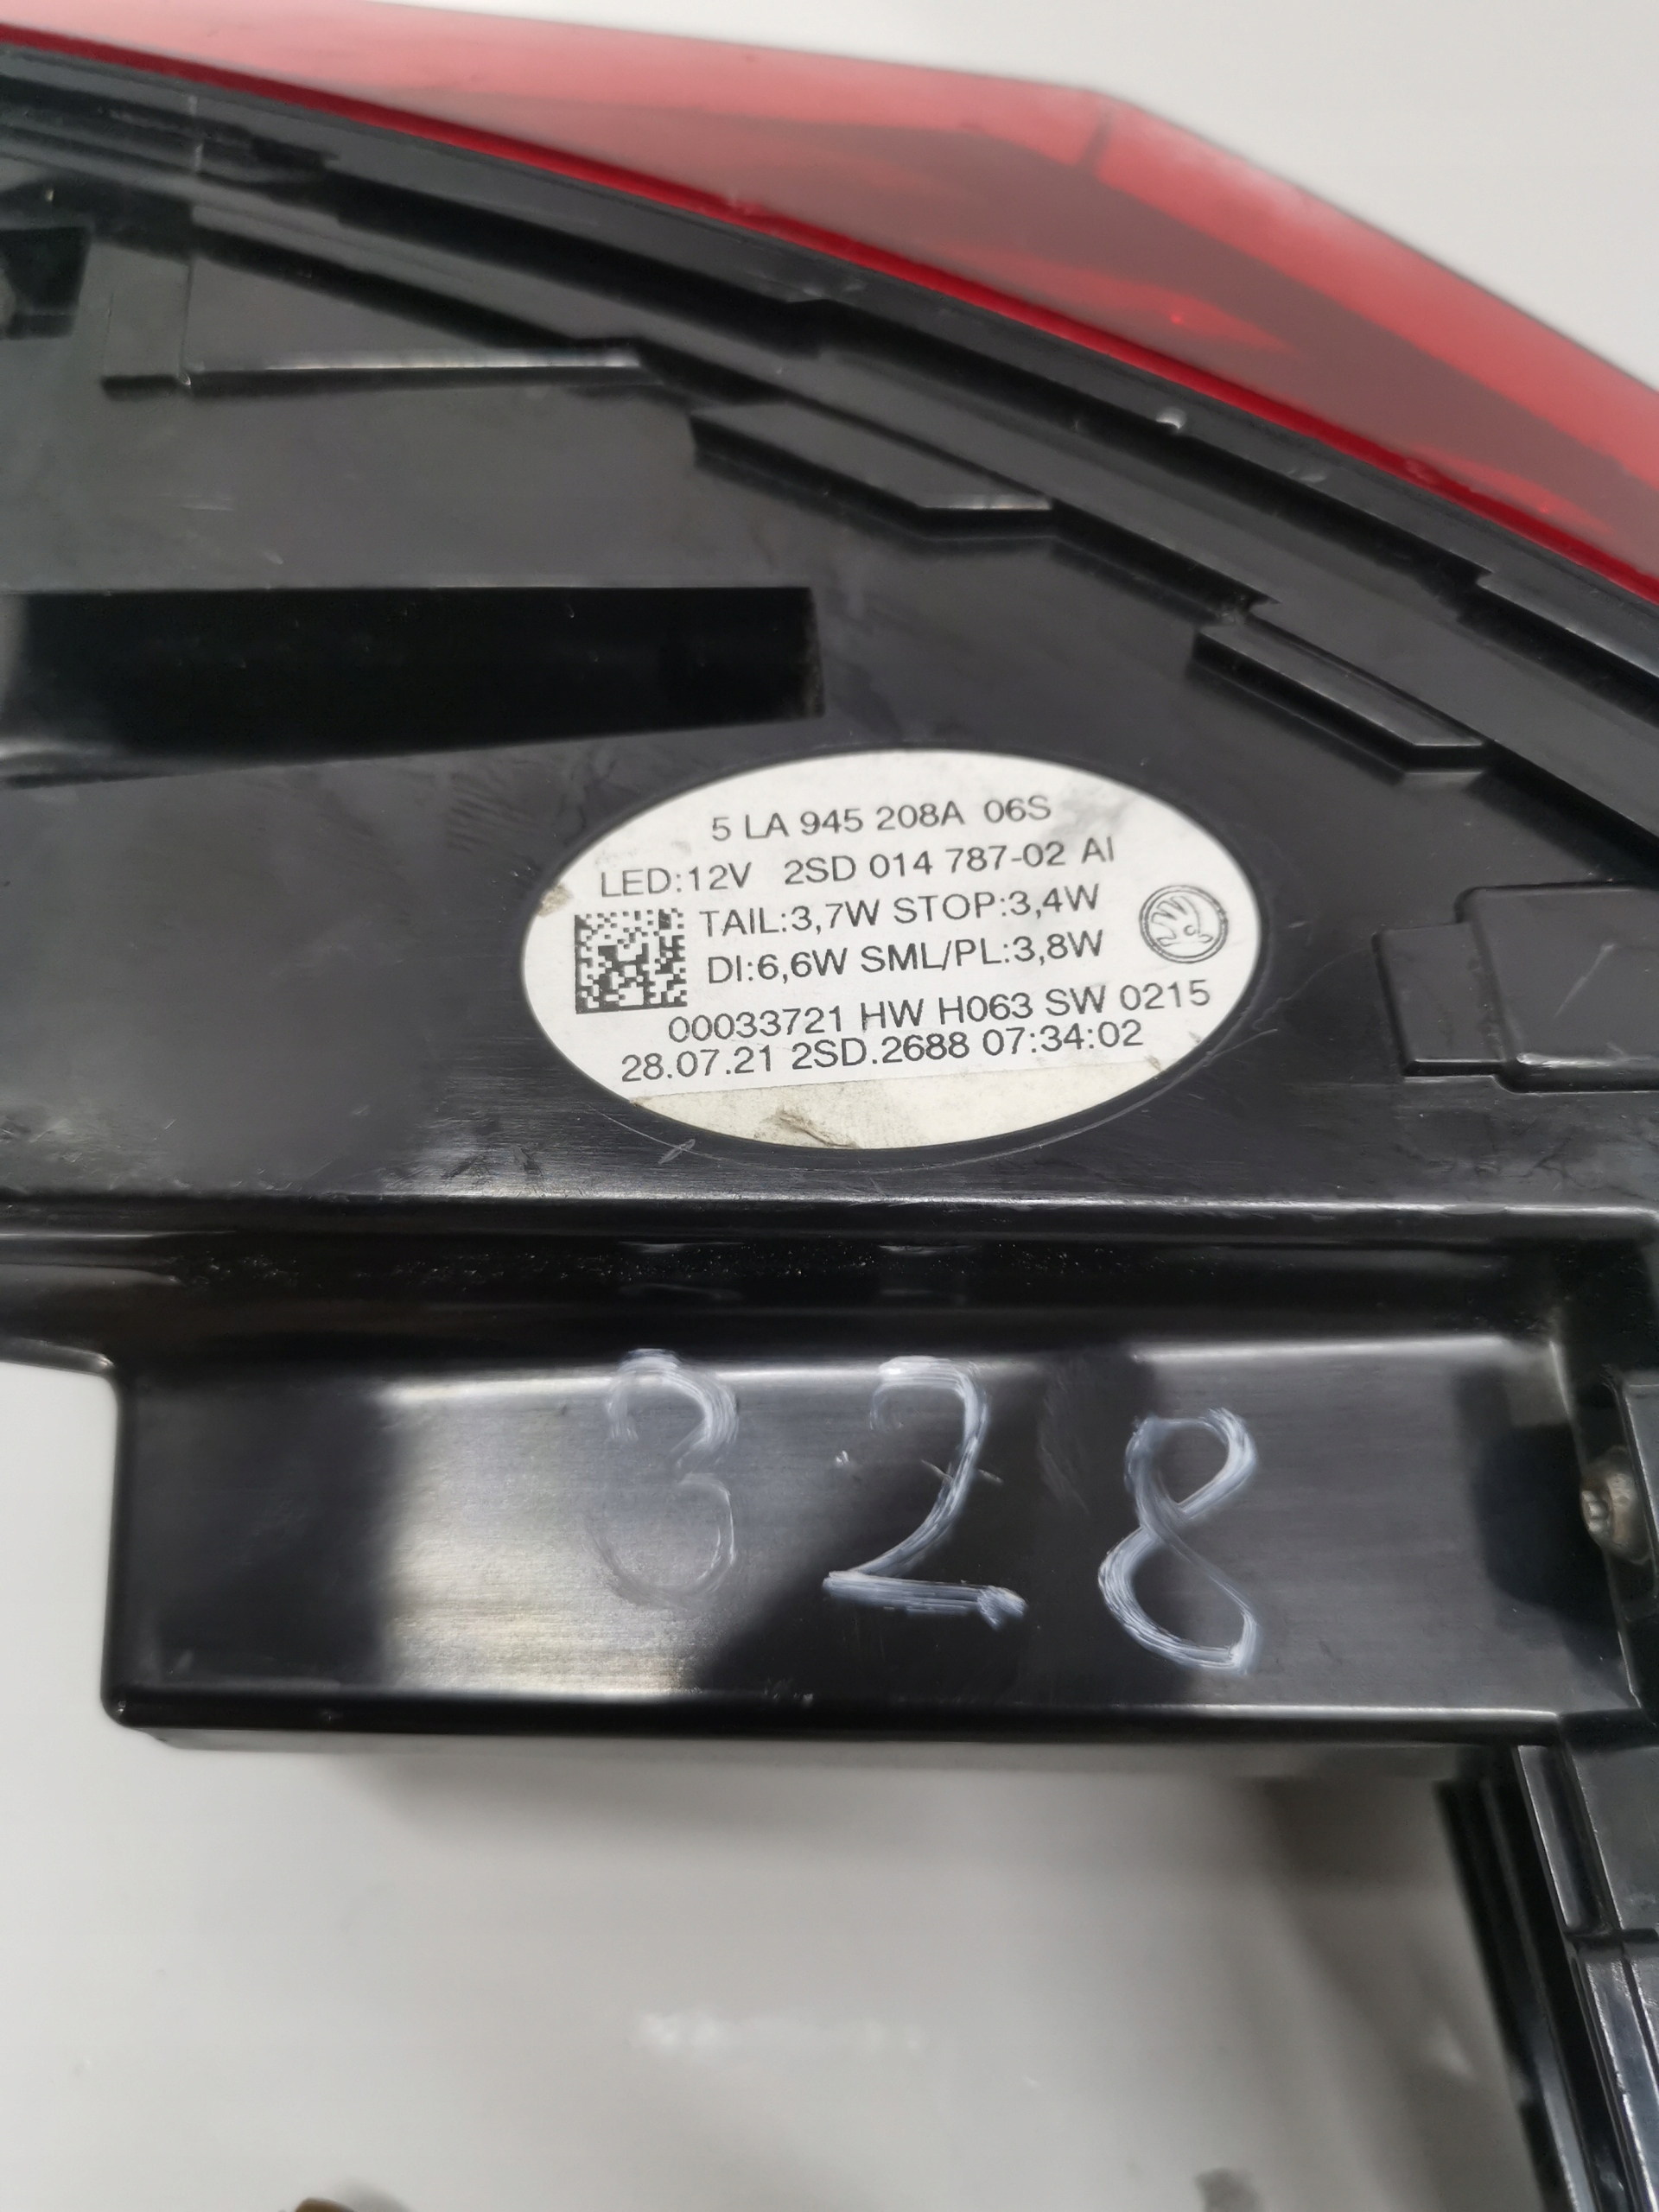 5 LA 945 208A 06S
LED:12V 2SD 014 787-02 AI
TAIL:3,7W STOP:3,4W
DI:6,6W SML/PL:3,8W
00033721 HW H063 SW 0215
28.07.21 2SD.2688 07:34:02
328